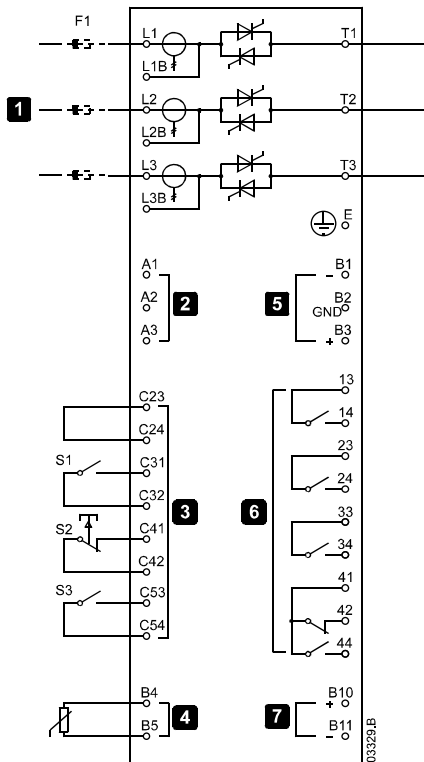 F1
L1
T1
L1B
1
L2
T2
L2B
L3
T3
L3B
E
A1
B1
A2
2
5
B2
GND
A3
B3
C23
13
C24
14
S1
C31
23
C32
24
3
6
S2
C41
33
C42
34
S3
C53
41
42
C54
44
B4
B10
4
7
B5
B11
03329.B